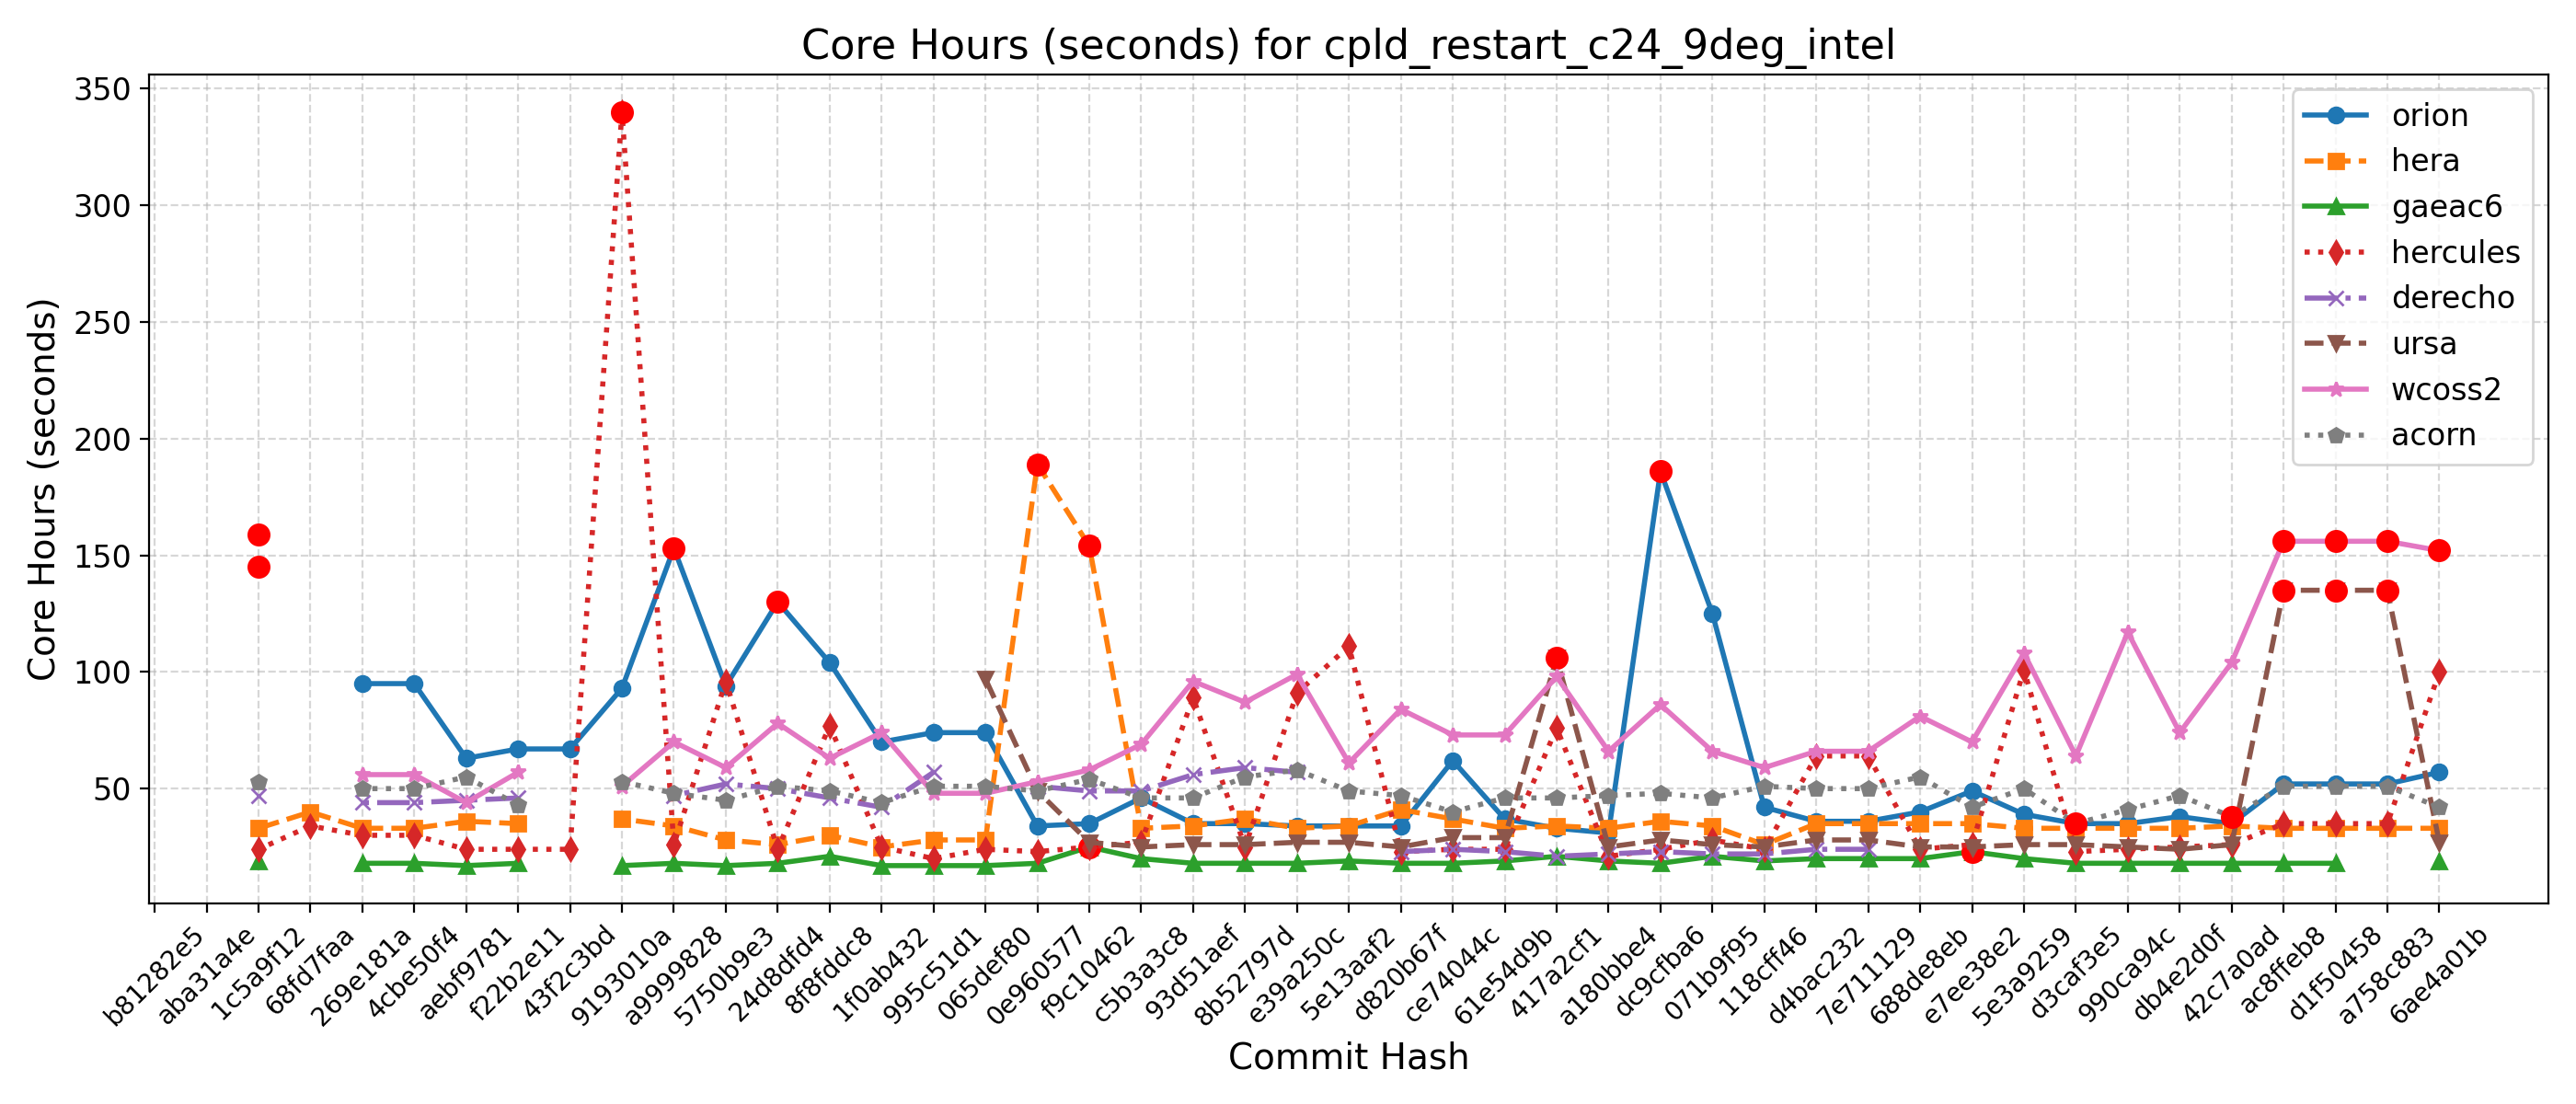 Core Hours (seconds) for cpld_restart_c24_9deg_intel
Core Hours (seconds)
350
300
250
200
150
100
50
orion
hera
gaeac6
hercules
derecho
ursa
wcoss2
acorn
b81282e5
aba31a4e
1c5a9f12
68fd7faa
269e181a
4cbe50f4
aebf9781
f22b2e11
43f2c3bd
9193010a
a9999828
5750b9e3
24d8dfd4
8f8fddc8
1f0ab432
995c51d1
065def80
0e960577
f9c10462
c5b3a3c8
93d51aef
8b52797d
e39a250c
5e13aaf2
d820b67f
ce74044c
61e54d9b
417a2cf1
a180bbe4
dc9cfba6
071b9f95
118cff46
d4bac232
7e711129
688de8eb
e7ee38e2
5e3a9259
d3caf3e5
990ca94c
db4e2d0f
42c7a0ad
ac8ffeb8
d1f50458
a758c883
6ae4a01b
Commit Hash